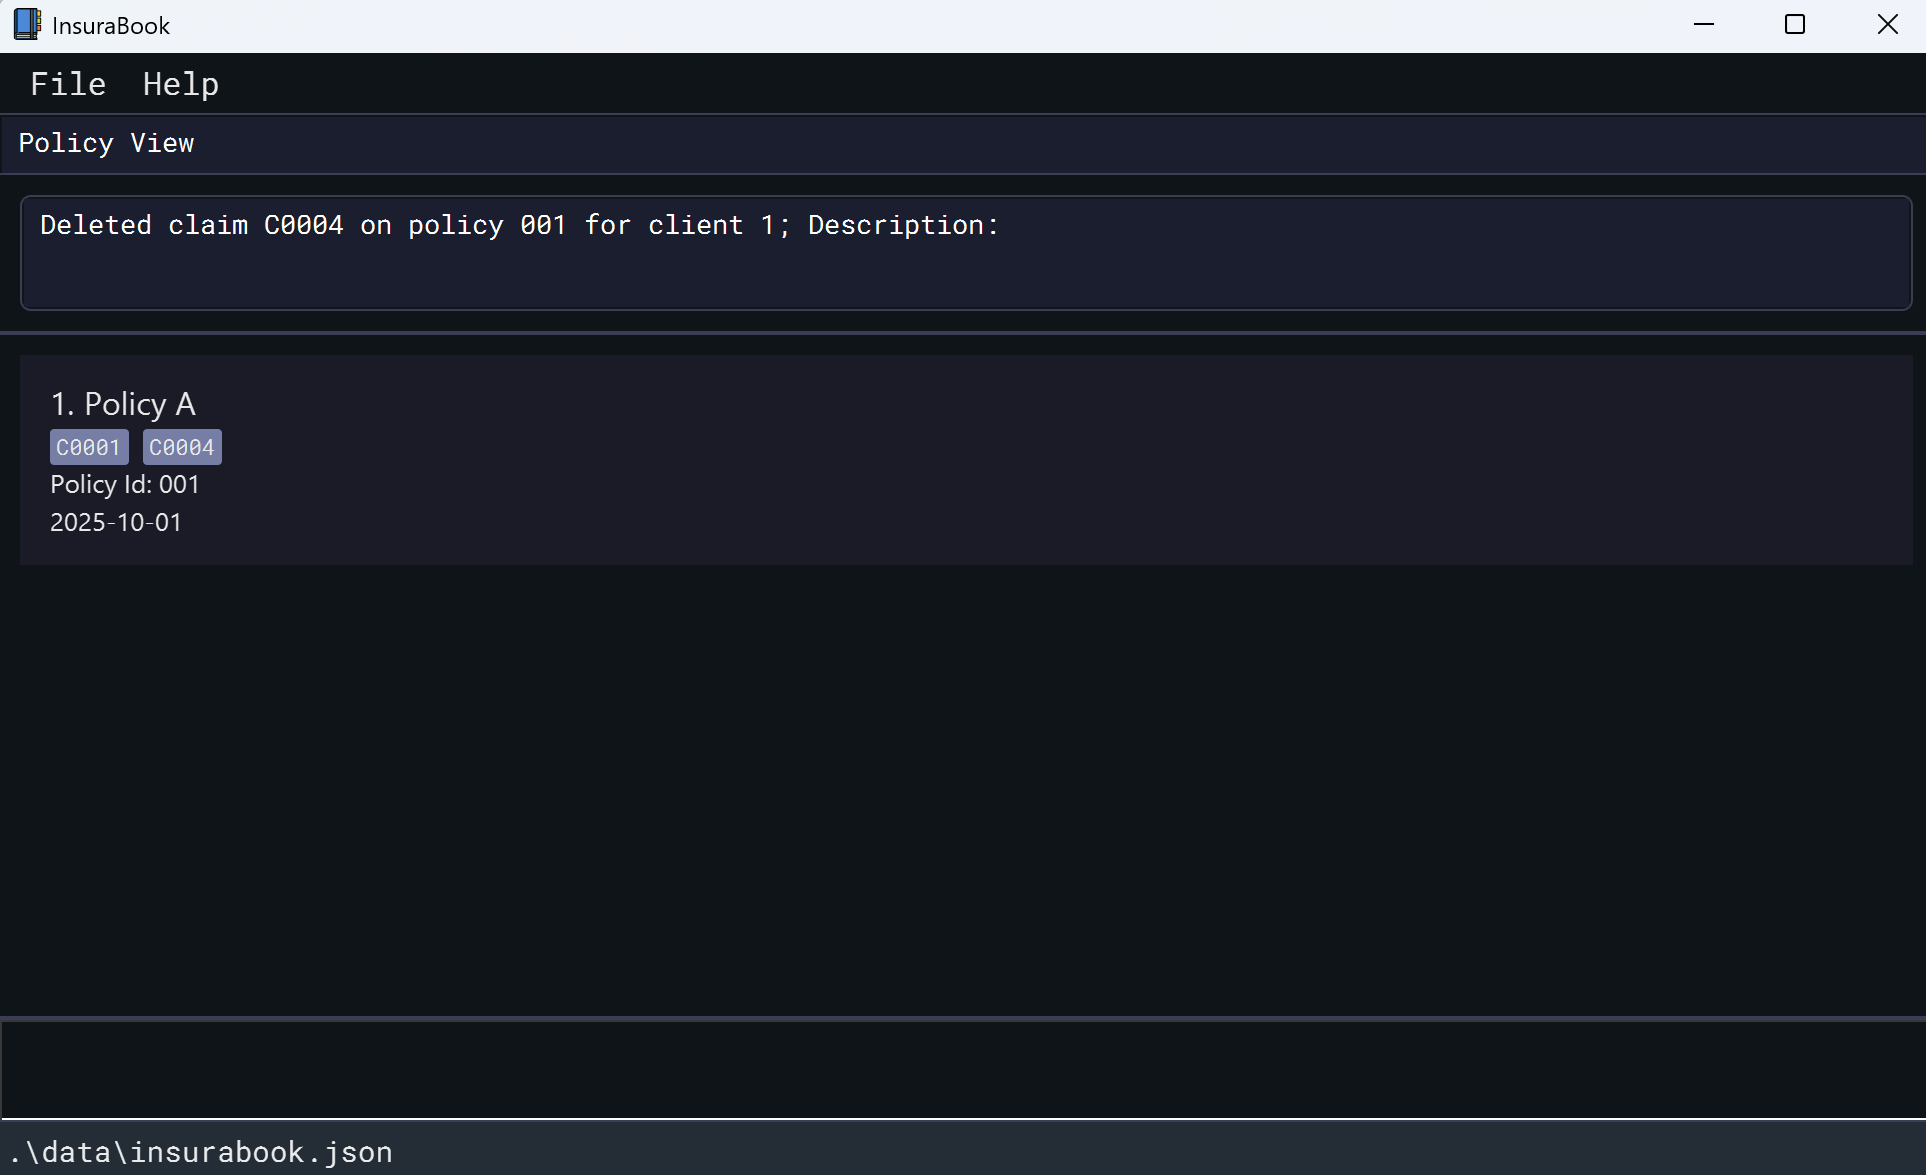 InsuraBook
File Help
Policy View
Deleted claim C0004 on policy 001 for client 1; Description:
1. Policy A
C0001 C0004
Policy Id: 001
2025-10-01
.\data\insurabook.json